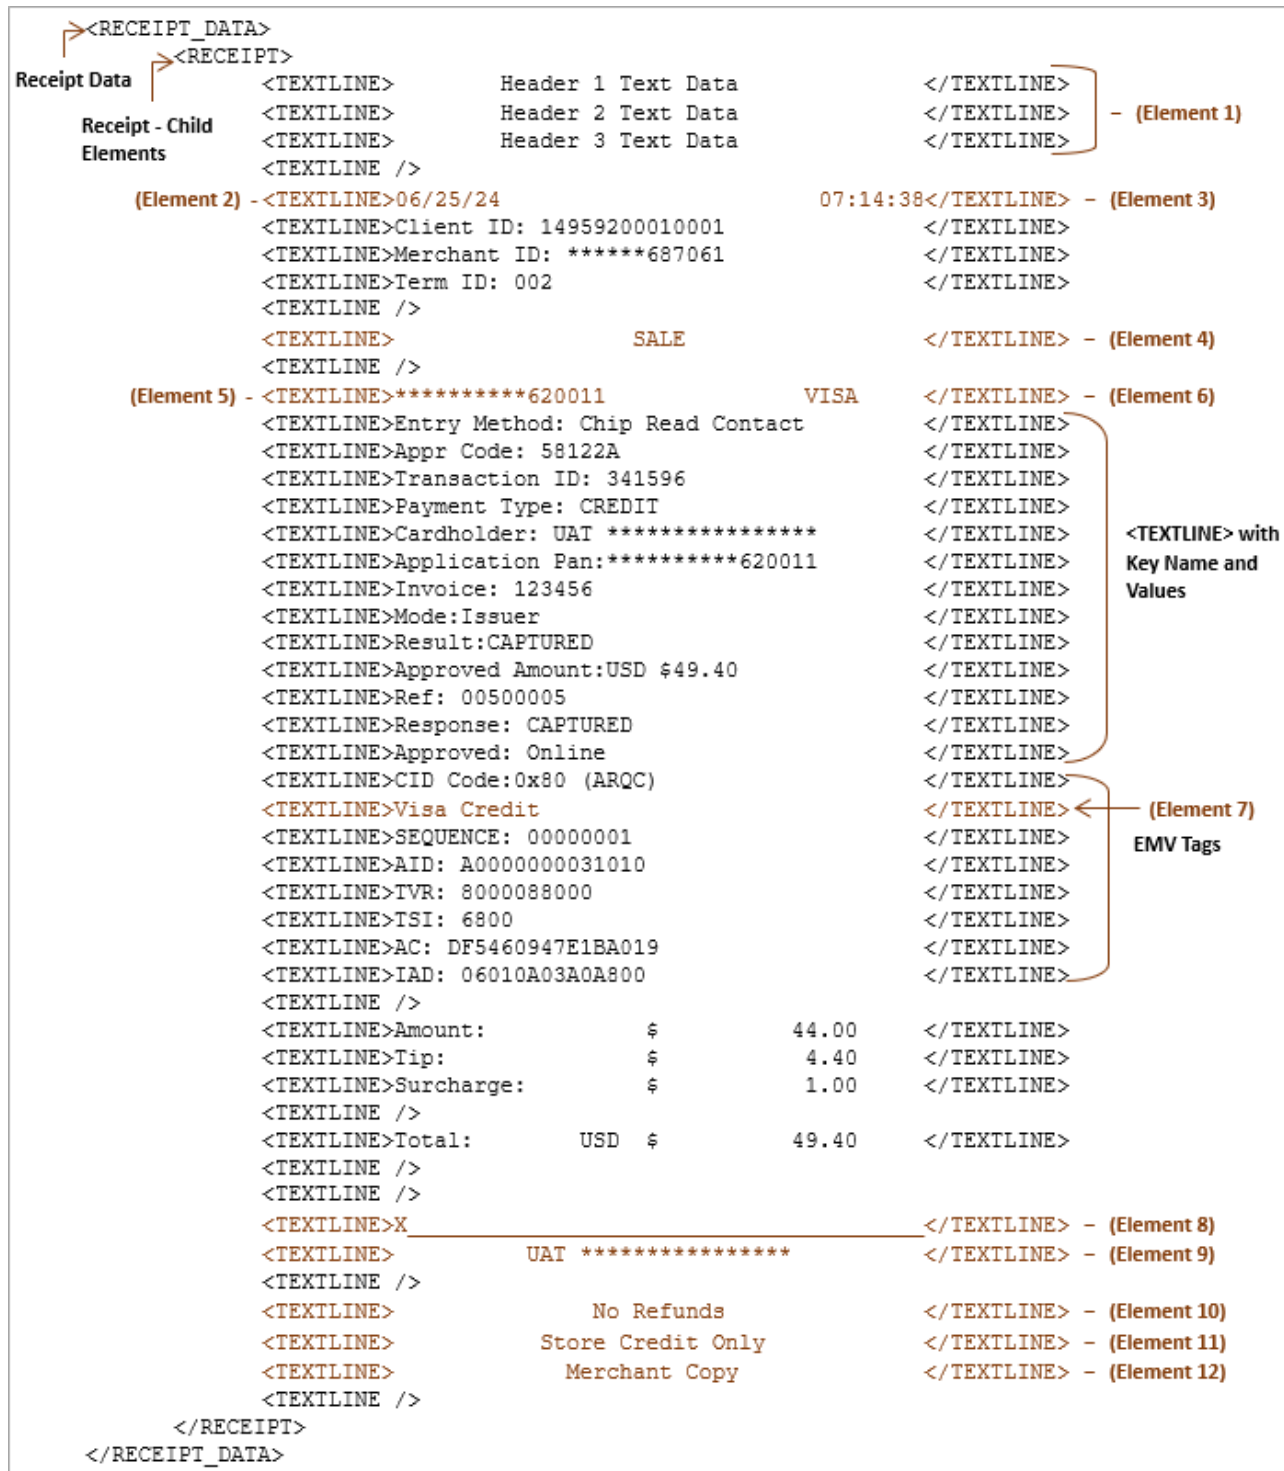 <RECEIPT_DATA>
<RECEIPT>
Receipt Data
<TEXTLINE>        Header 1 Text Data              </TEXTLINE>
<TEXTLINE>        Header 2 Text Data              </TEXTLINE> – (Element 1)
Receipt - Child
Elements
<TEXTLINE>        Header 3 Text Data              </TEXTLINE>
<TEXTLINE />
(Element 2) - <TEXTLINE>06/25/24                        07:14:38</TEXTLINE> – (Element 3)
<TEXTLINE>Client ID: 14959200010001               </TEXTLINE>
<TEXTLINE>Merchant ID: ******687061               </TEXTLINE>
<TEXTLINE>Term ID: 002                            </TEXTLINE>
<TEXTLINE />
<TEXTLINE>                  SALE                  </TEXTLINE> – (Element 4)
<TEXTLINE />
(Element 5) - <TEXTLINE>**********620011               VISA     </TEXTLINE> – (Element 6)
<TEXTLINE>Entry Method: Chip Read Contact         </TEXTLINE>
<TEXTLINE>Appr Code: 58122A                       </TEXTLINE>
<TEXTLINE>Transaction ID: 341596                  </TEXTLINE>
<TEXTLINE>Payment Type: CREDIT                    </TEXTLINE>
<TEXTLINE>Cardholder: UAT ****************        </TEXTLINE>
<TEXTLINE> with
Key Name and
Values
<TEXTLINE>Application Pan:**********620011        </TEXTLINE>
<TEXTLINE>Invoice: 123456                         </TEXTLINE>
<TEXTLINE>Mode:Issuer                             </TEXTLINE>
<TEXTLINE>Result:CAPTURED                         </TEXTLINE>
<TEXTLINE>Approved Amount:USD $49.40              </TEXTLINE>
<TEXTLINE>Ref: 00500005                           </TEXTLINE>
<TEXTLINE>Response: CAPTURED                      </TEXTLINE>
<TEXTLINE>Approved: Online                        </TEXTLINE>
<TEXTLINE>CID Code:0x80 (ARQC)                    </TEXTLINE>
<TEXTLINE>Visa Credit                             </TEXTLINE> (Element 7)
<TEXTLINE>SEQUENCE: 00000001                      </TEXTLINE>
EMV Tags
<TEXTLINE>AID: A0000000031010                     </TEXTLINE>
<TEXTLINE>TVR: 8000088000                         </TEXTLINE>
<TEXTLINE>TSI: 6800                               </TEXTLINE>
<TEXTLINE>AC: DF5460947E1BA019                    </TEXTLINE>
<TEXTLINE>IAD: 06010A03A0A800                     </TEXTLINE>
<TEXTLINE />
<TEXTLINE>Amount:            $          44.00     </TEXTLINE>
<TEXTLINE>Tip:               $           4.40     </TEXTLINE>
<TEXTLINE>Surcharge:         $           1.00     </TEXTLINE>
<TEXTLINE />
<TEXTLINE>Total:        USD  $          49.40     </TEXTLINE>
<TEXTLINE />
<TEXTLINE />
<TEXTLINE>X_______________________________________</TEXTLINE> – (Element 8)
<TEXTLINE>          UAT ****************          </TEXTLINE> – (Element 9)
<TEXTLINE />
<TEXTLINE>               No Refunds               </TEXTLINE> – (Element 10)
<TEXTLINE>           Store Credit Only            </TEXTLINE> – (Element 11)
<TEXTLINE>             Merchant Copy              </TEXTLINE> – (Element 12)
<TEXTLINE />
</RECEIPT>
</RECEIPT_DATA>